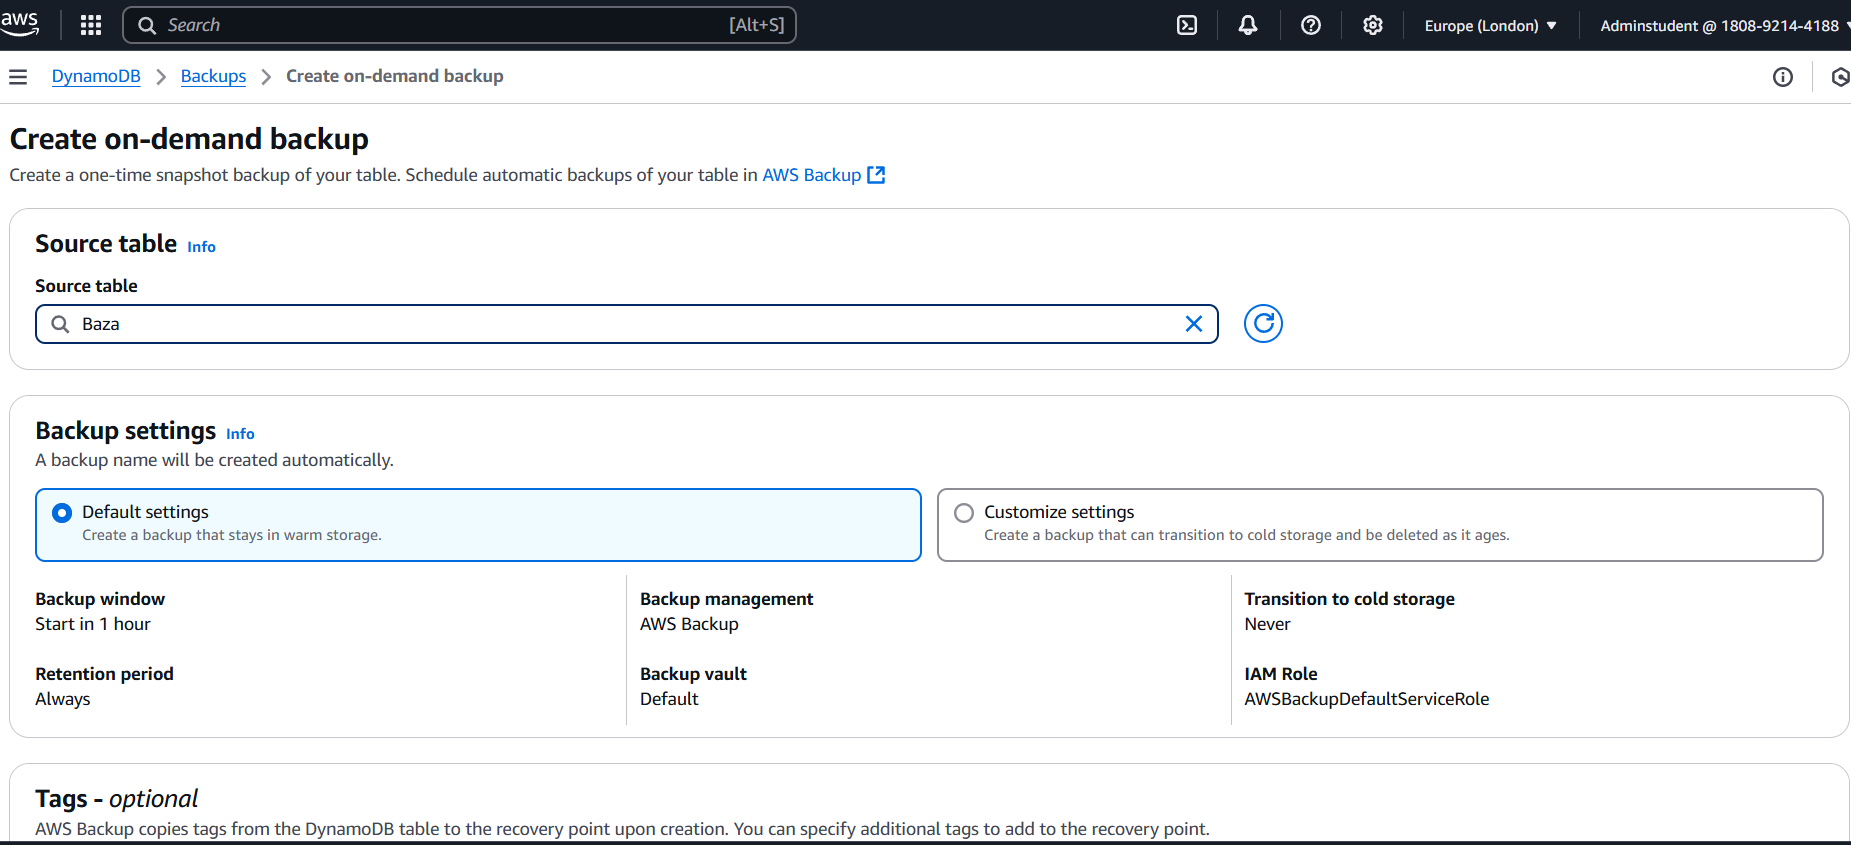 aws
Search [Alt+S] Europe (London) Adminstudent @ 1808-9214-4188
DynamoDB Backups Create on-demand backup
Create on-demand backup
Create a one-time snapshot backup of your table. Schedule automatic backups of your table in AWS Backup
Source table Info
Source table
Baza
Backup settings Info
A backup name will be created automatically.
Default settings
Create a backup that stays in warm storage.
Customize settings
Create a backup that can transition to cold storage and be deleted as it ages.
Backup window
Start in 1 hour
Retention period
Always
Backup management
AWS Backup
Backup vault
Default
Transition to cold storage
Never
IAM Role
AWSBackupDefaultServiceRole
Tags - optional
AWS Backup copies tags from the DynamoDB table to the recovery point upon creation. You can specify additional tags to add to the recovery point.